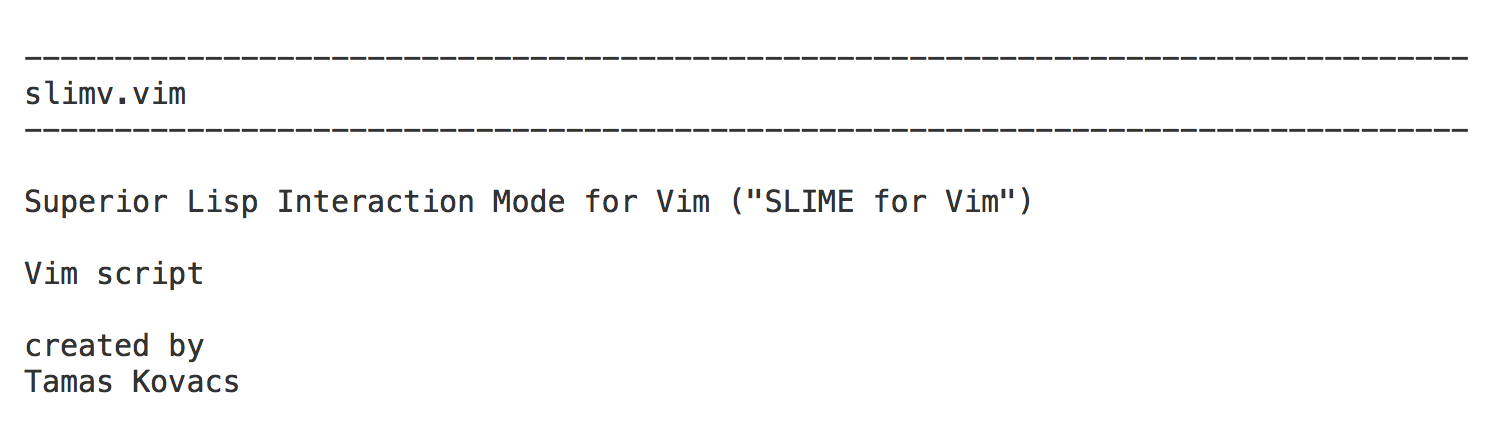 --------------------------------------------------------------------------------
slimv.vim
--------------------------------------------------------------------------------
Superior Lisp Interaction Mode for Vim ("SLIME for Vim")
Vim script
created by
Tamas Kovacs